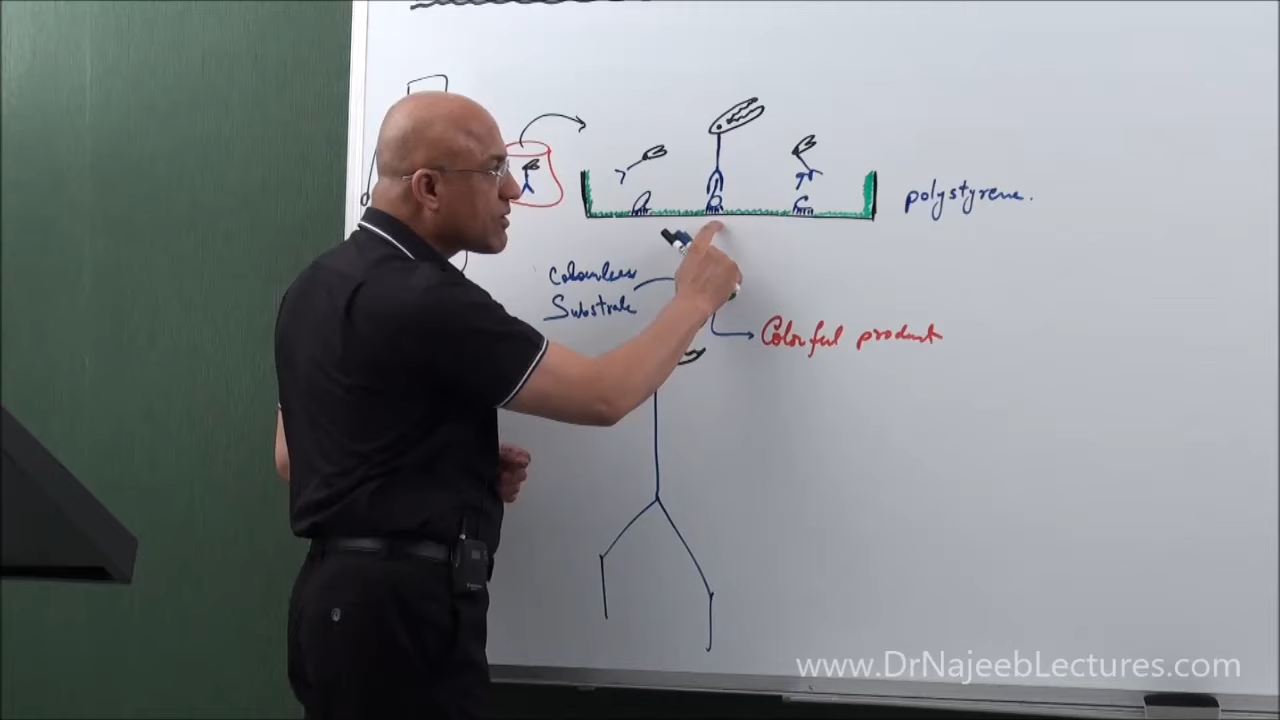 A
B
C
polystyrene.
Colourless
Substrate
Colorful product
www.DrNajeebLectures.com